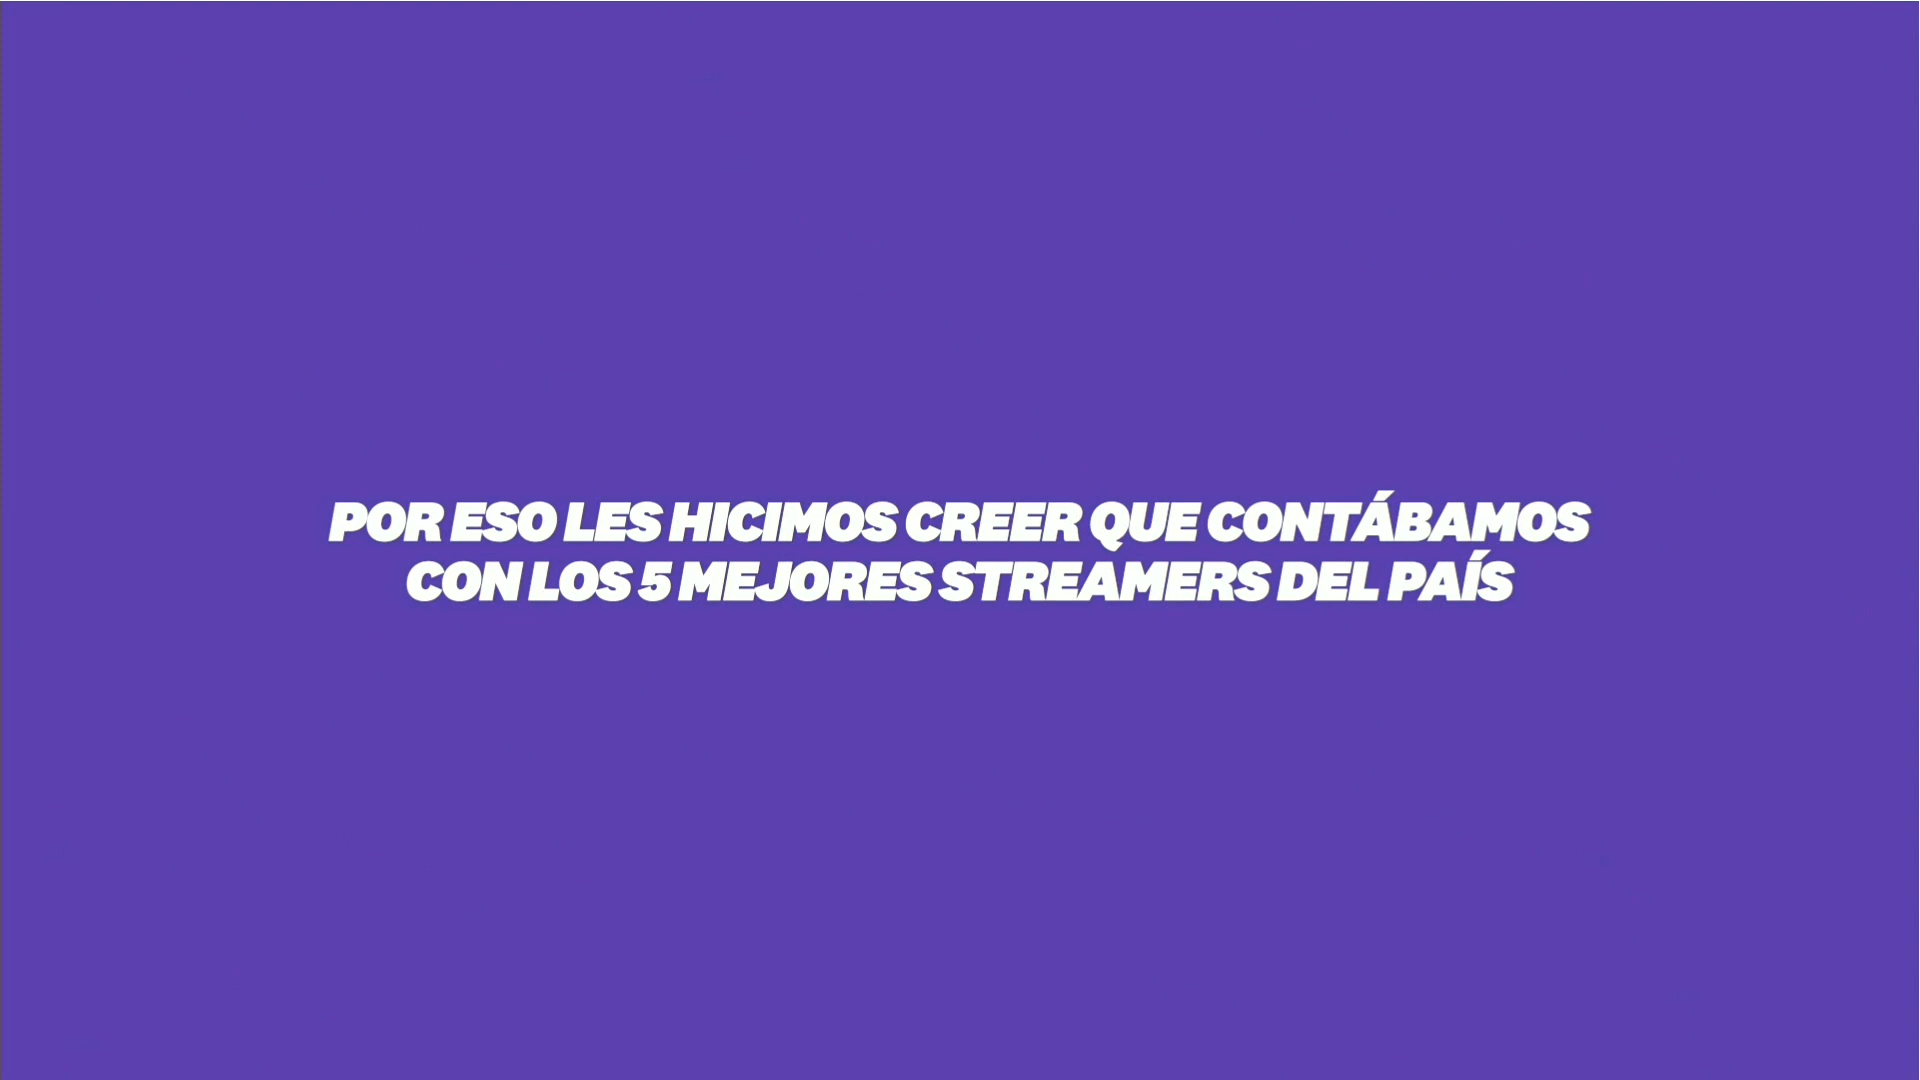 POR ESO LES HICIMOS CREER QUE CONTÁBAMOS
CON LOS 5 MEJORES STREAMERS DEL PAÍS